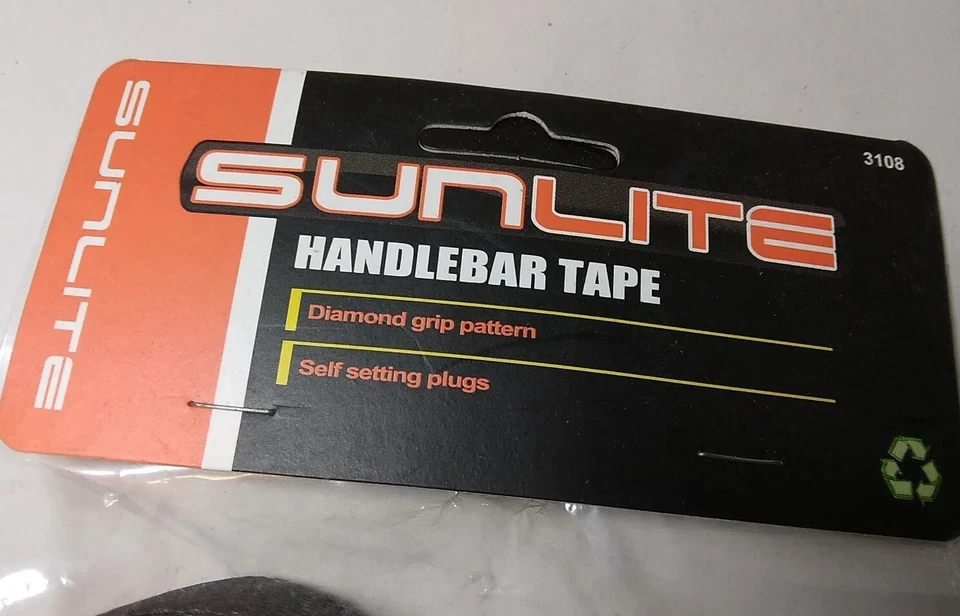 SUNLITE
3108
SUNLITE
HANDLEBAR TAPE
Diamond grip pattern
Self setting plugs